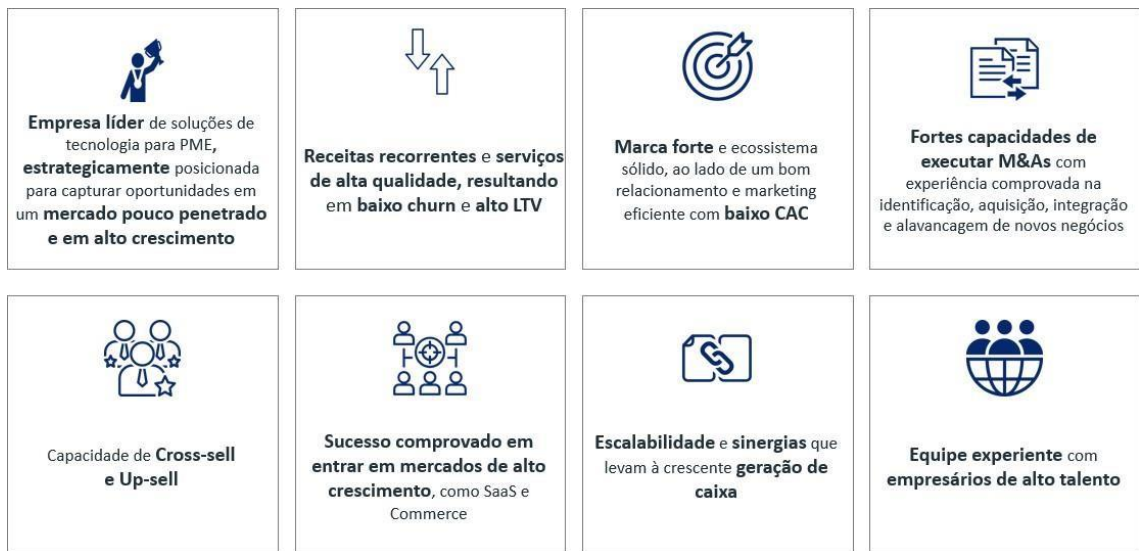 Empresa líder de soluções de
tecnologia para PME,
estrategicamente posicionada
para capturar oportunidades em
um mercado pouco penetrado
e em alto crescimento
Receitas recorrentes e serviços
de alta qualidade, resultando
em baixo churn e alto LTV
Marca forte e ecossistema
sólido, ao lado de um bom
relacionamento e marketing
eficiente com baixo CAC
Fortes capacidades de
executar M&As com
experiência comprovada na
identificação, aquisição, integração
e alavancagem de novos negócios
Capacidade de Cross-sell
e Up-sell
Sucesso comprovado em
entrar em mercados de alto
crescimento, como SaaS e
Commerce
Escalabilidade e sinergias que
levam à crescente geração de
caixa
Equipe experiente com
empresários de alto talento